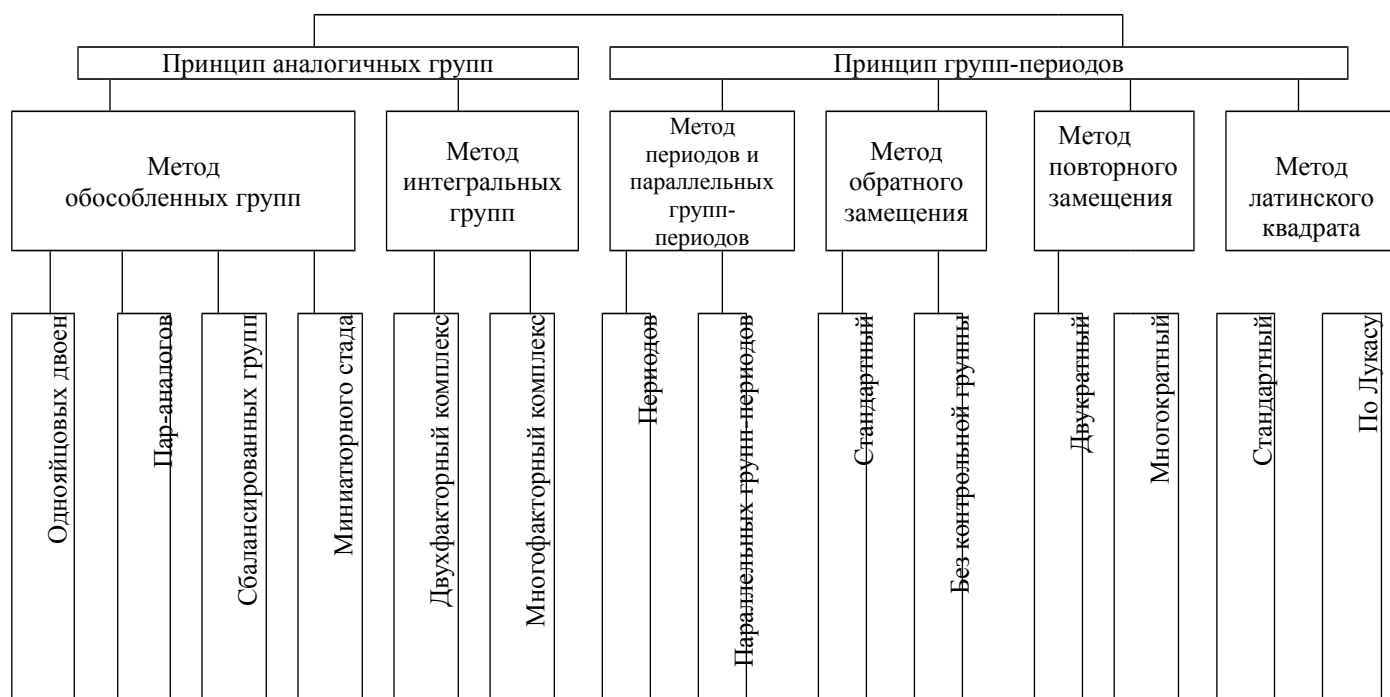 Принцип аналогичных групп
Принцип групп-периодов
Метод
обособленных групп
Метод
интегральных
групп
Метод
периодов и
параллельных
групп-
периодов
Метод
обратного
замещения
Метод
повторного
замещения
Метод
латинского
квадрата
Однояйцовых двоен
Пар-аналогов
Сбалансированных групп
Миниатюрного стада
Двухфакторный комплекс
Многофакторный комплекс
Периодов
Параллельных групп-периодов
Стандартный
Без контрольной группы
Двукратный
Многократный
Стандартный
По Лукасу